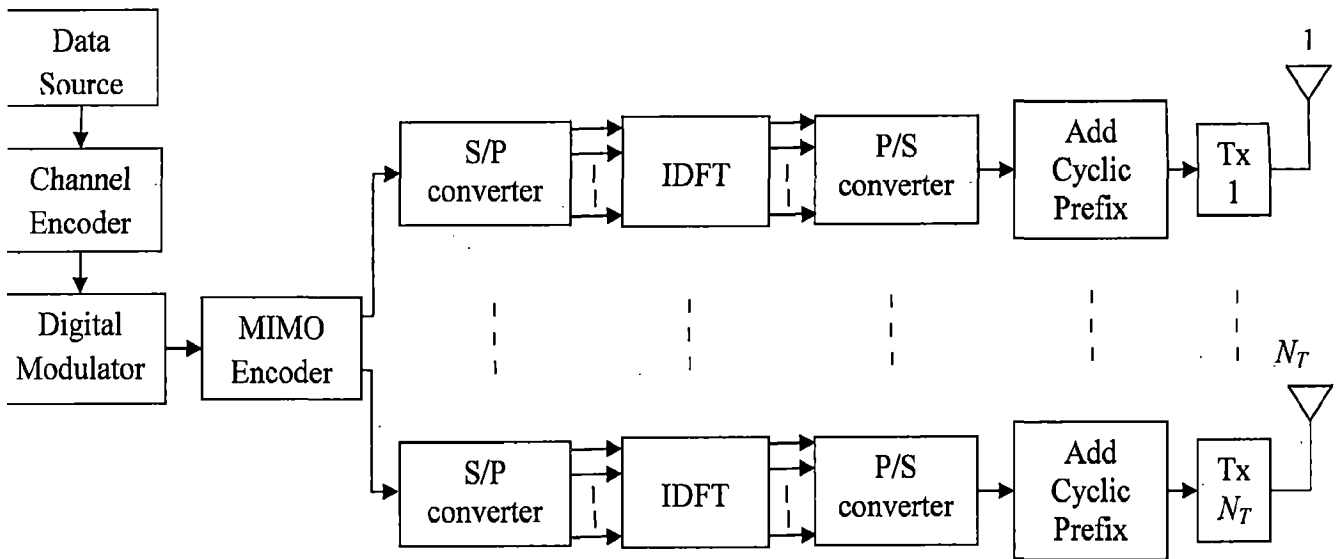 Data
Source
Channel
Encoder
Digital
Modulator
MIMO
Encoder
S/P
converter
IDFT
P/S
converter
Add
Cyclic
Prefix
Tx
1
1
S/P
converter
IDFT
P/S
converter
Add
Cyclic
Prefix
Tx
N_T
N_T